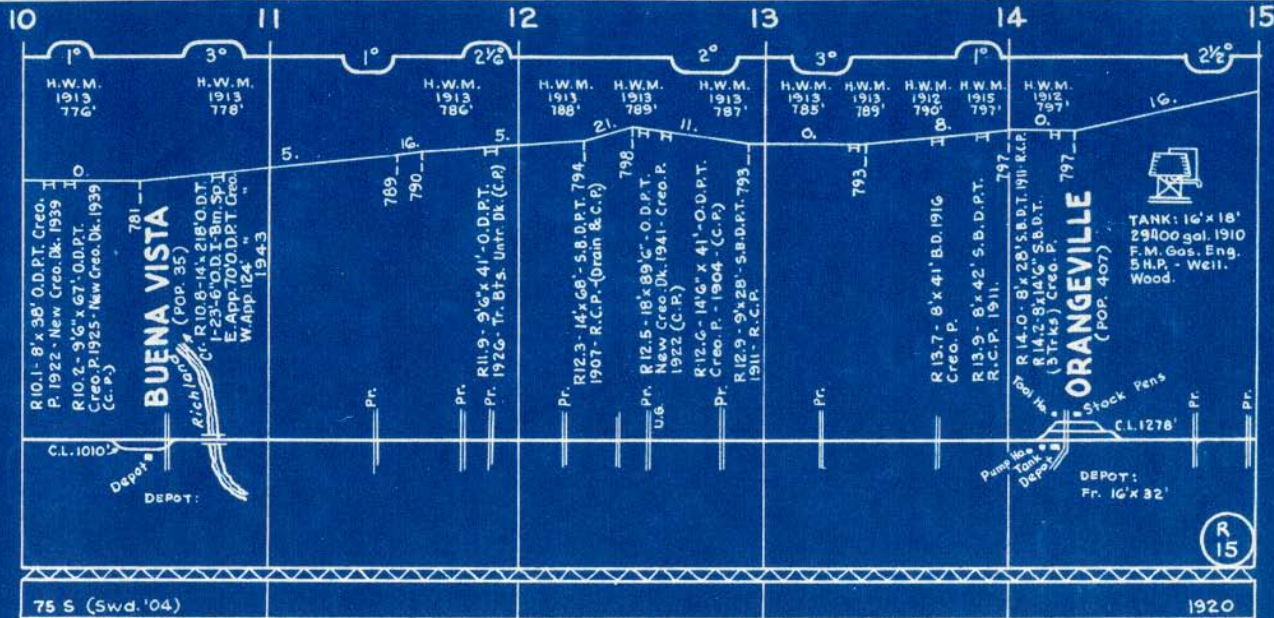 10 11 12 13 14 15
1° 3° 1° 2⅙° 2° 3° 1° 2½°
H.W.M.
1913
776'
H.W.M.
1913
778'
H.W.M.
1913
786'
H.W.M.
1913
788'
H.W.M.
1913
789'
H.W.M.
1913
787'
H.W.M.
1913
785'
H.W.M.
1913
789'
H.W.M.
1912
790'
H.W.M.
1915
797'
H.W.M.
1912
797'
0. 5. 16. 5. 21. 11. 0. 8. 0. 16.
781
789
790
794
798
793
793
797
797
R10.1- 8'x 38' O.D.P.T. Creo.
P. 1922 - New Creo. Dk. 1939
R10.2- 9'6"x 67'- O.D.P.T.
Creo. P. 1925- New Creo. Dk. 1939
(C.P.)
BUENA VISTA
(POP. 35)
Richland Cr.
R10.8-14'x 218' O.D.T.
1-23'-6" O.D.I-Bm. Sp.
E. App. 70' O.D.P.T. Creo.
W. App. 124' " "
1943
R11.9- 9'6"x 41'- O.D.P.T.
1926- Tr. Bts. Untr. Dk. (C.P.)
R12.3- 14'x 68'- S.B.D.P.T.
1907- R.C.P.-(Drain & C.P.)
R12.5-18'x 89'6"- O.D.P.T.
New Creo. Dk. 1941- Creo. P.
1922 (C.P.)
R12.6-14'6" x 41'- O.D.P.T.
Creo. P. - 1904 - (C.P.)
R12.9- 9'x 28'- S.B.D.P.T.
1911- R.C.P.
R13.7 - 8'x 41' B.D. 1916
Creo. P.
R13.9- 8'x 42' S.B.D.P.T.
R.C.P. 1911.
R14.0- 8'x 28' S.B.D.T. 1911- R.C.P.
R14.2- 8'x14'6" S.B.D.T.
(3 Trks) Creo. P.
ORANGEVILLE
(POP. 407)
TANK: 16'x 18'
29400 gal. 1910
F.M. Gas. Eng.
5 H.P. - Well.
Wood.
Pr. Pr. Pr. Pr. Pr. Pr. Pr. Pr. Pr.
U.G.
Tool Ho.
Stock Pens
C.L. 1010'
C.L. 1278'
Depot
Pump Ho.
Tank
Depot
DEPOT:
DEPOT:
Fr. 16'x 32'
R
15
75 S (Swd. '04)
1920